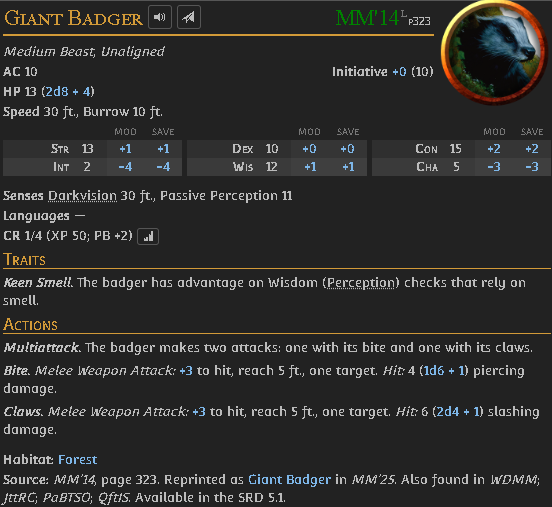 Giant Badger MM'14 L p323
Medium Beast, Unaligned
AC 10 Initiative +0 (10)
HP 13 (2d8 + 4)
Speed 30 ft., Burrow 10 ft.
MOD SAVE MOD SAVE MOD SAVE
Str 13 +1 +1 Dex 10 +0 +0 Con 15 +2 +2
Int 2 −4 −4 Wis 12 +1 +1 Cha 5 −3 −3
Senses Darkvision 30 ft., Passive Perception 11
Languages —
CR 1/4 (XP 50; PB +2)
Traits
Keen Smell. The badger has advantage on Wisdom (Perception) checks that rely on
smell.
Actions
Multiattack. The badger makes two attacks: one with its bite and one with its claws.
Bite. Melee Weapon Attack: +3 to hit, reach 5 ft., one target. Hit: 4 (1d6 + 1) piercing
damage.
Claws. Melee Weapon Attack: +3 to hit, reach 5 ft., one target. Hit: 6 (2d4 + 1) slashing
damage.
Habitat: Forest
Source: MM'14, page 323. Reprinted as Giant Badger in MM'25. Also found in WDMM;
JttRC; PaBTSO; QftIS. Available in the SRD 5.1.